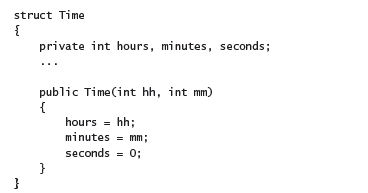 struct Time
{
    private int hours, minutes, seconds;
    ...

    public Time(int hh, int mm)
    {
        hours = hh;
        minutes = mm;
        seconds = 0;
    }
}